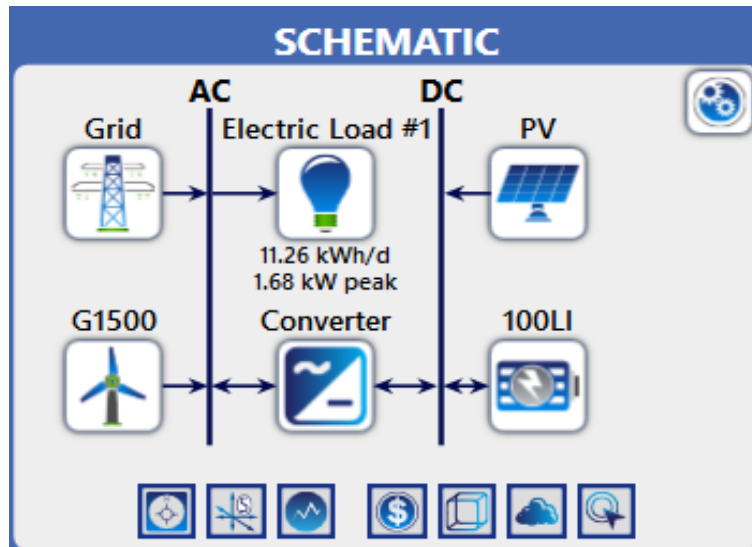 SCHEMATIC
AC DC
Grid Electric Load #1 PV
11.26 kWh/d
1.68 kW peak
G1500 Converter 100LI